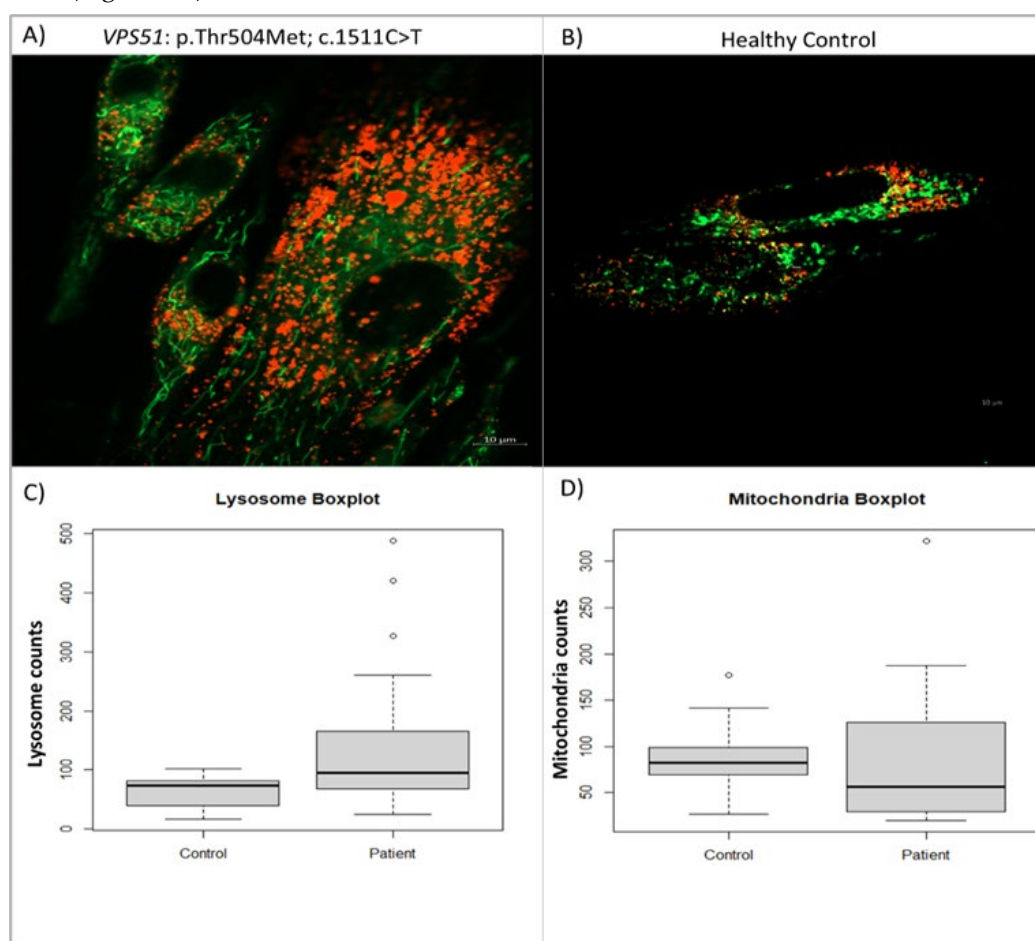 A) VPS51: p.Thr504Met; c.1511C>T
B) Healthy Control
10 µm
10 µm
C) Lysosome Boxplot
Lysosome counts
500
400
300
200
100
0
Control Patient
D) Mitochondria Boxplot
Mitochondria counts
300
250
200
150
100
50
Control Patient